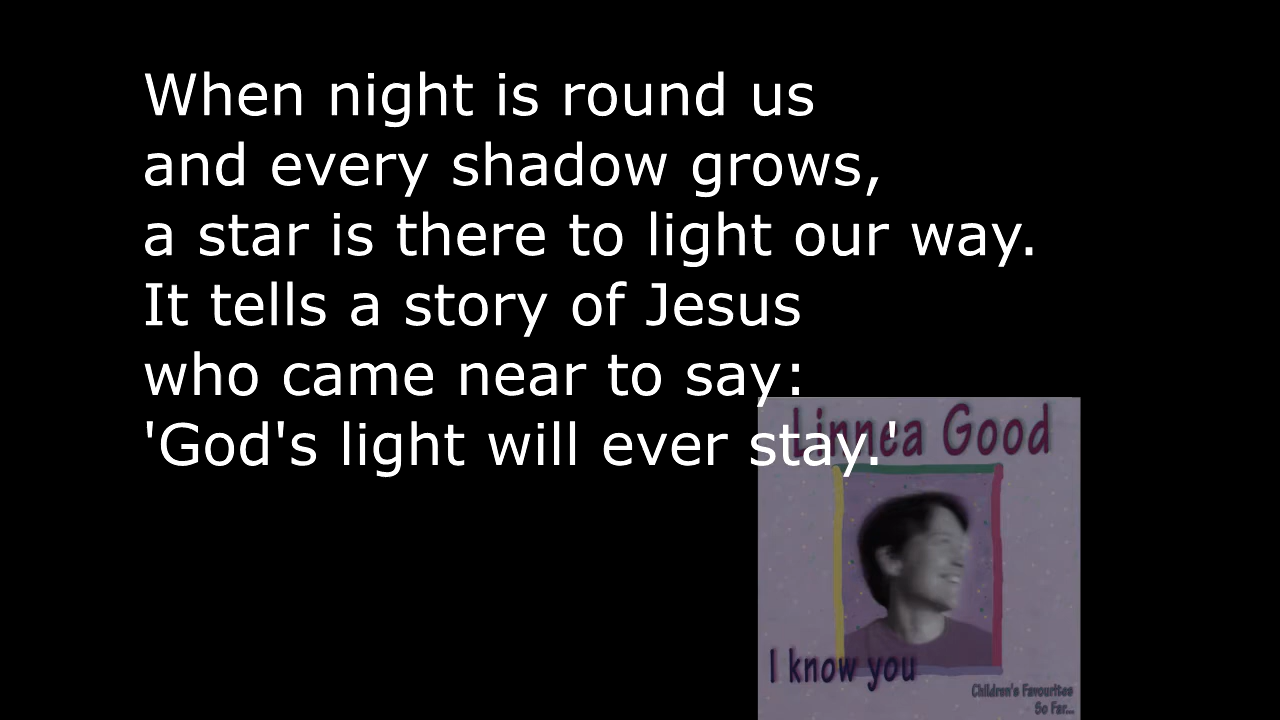 When night is round us
and every shadow grows,
a star is there to light our way.
It tells a story of Jesus
who came near to say:
'God's light will ever stay.'
Linnea Good
I know you
Children's Favourites
So Far...